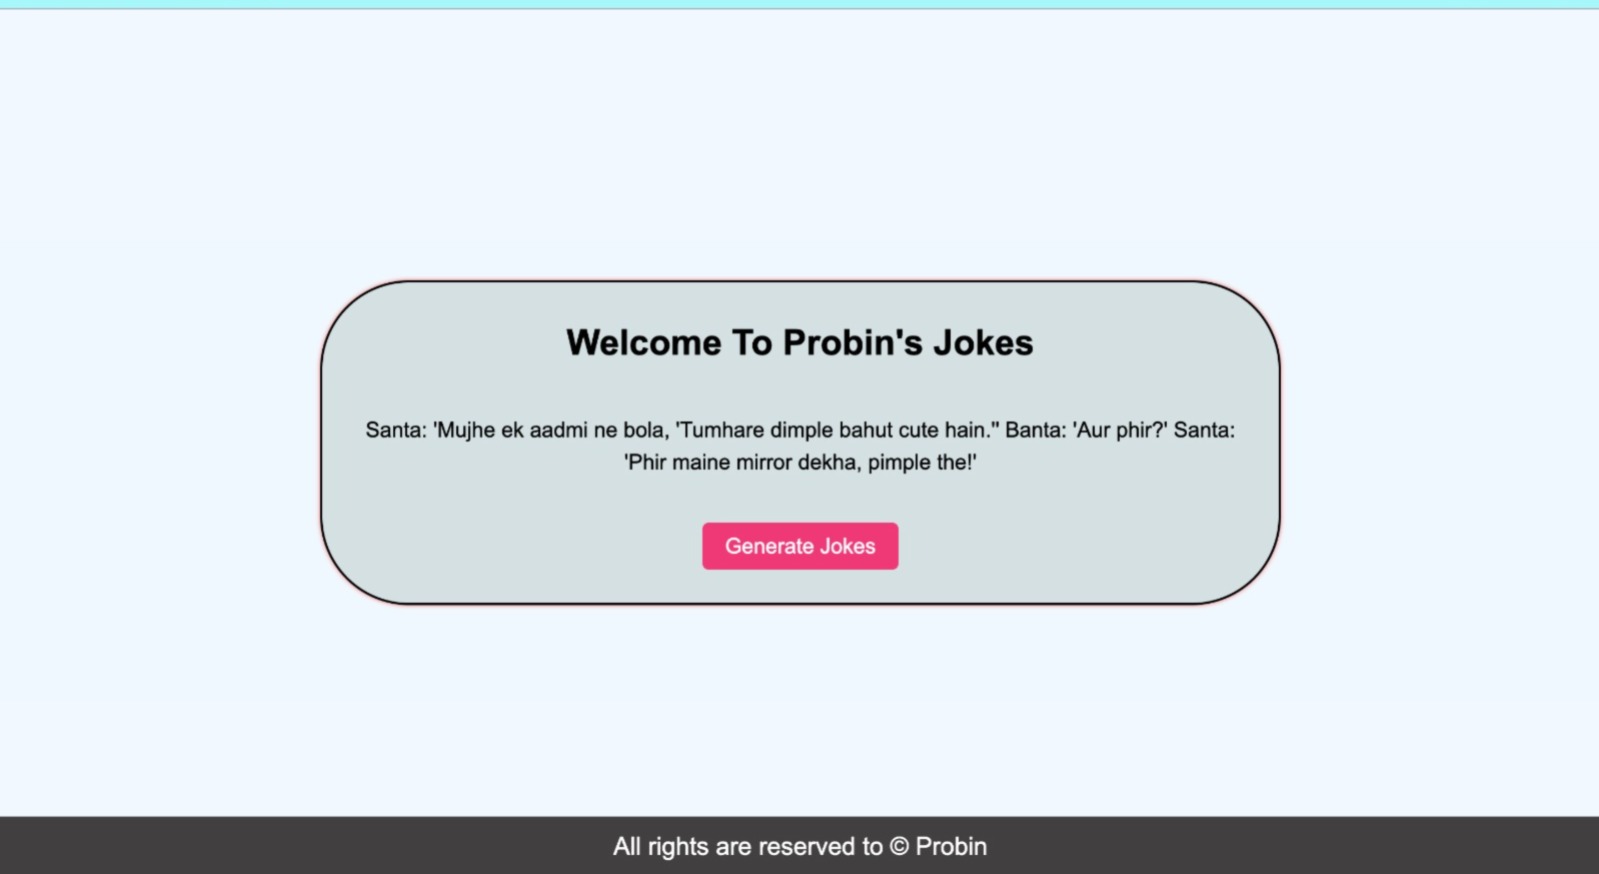 Welcome To Probin's Jokes
Santa: 'Mujhe ek aadmi ne bola, 'Tumhare dimple bahut cute hain.'' Banta: 'Aur phir?' Santa:
'Phir maine mirror dekha, pimple the!'
Generate Jokes
All rights are reserved to © Probin